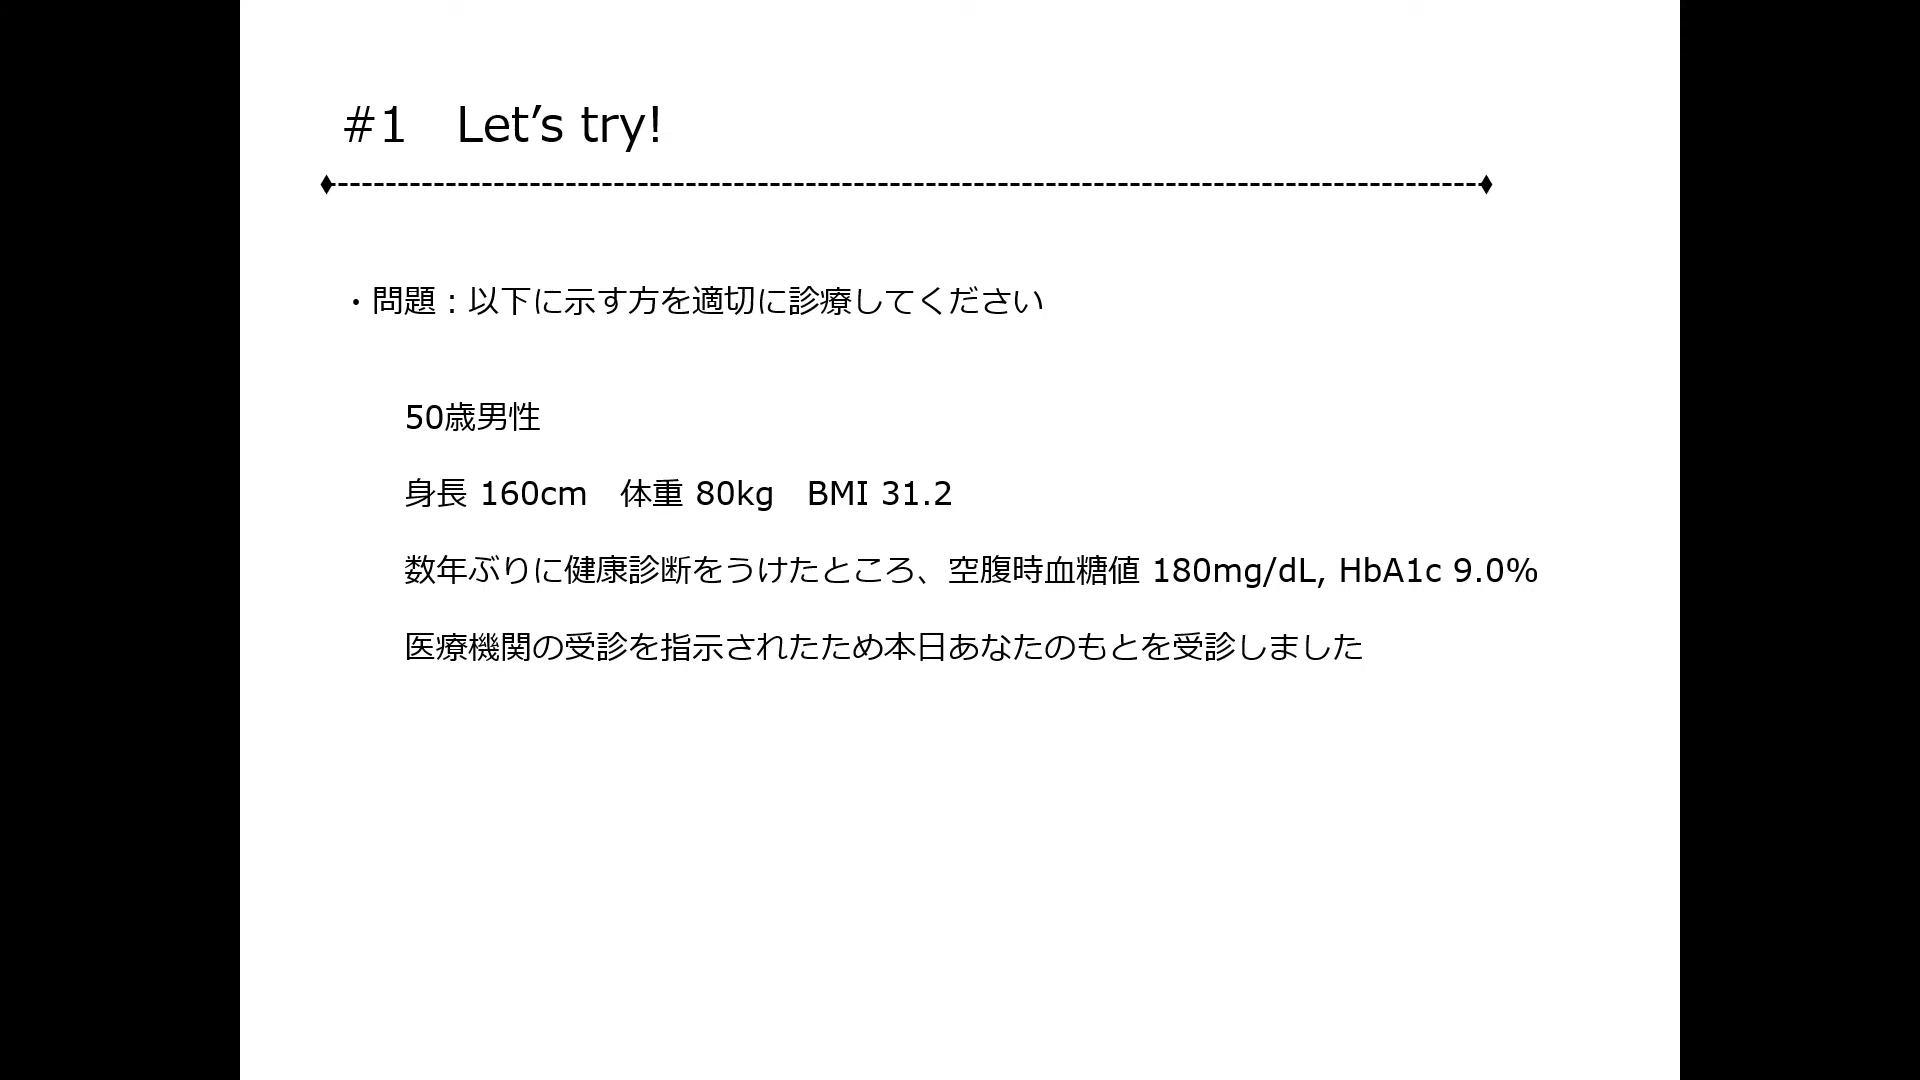 #1　Let’s try!
・問題：以下に示す方を適切に診療してください
50歳男性
身長 160cm　体重 80kg　BMI 31.2
数年ぶりに健康診断をうけたところ、空腹時血糖値 180mg/dL, HbA1c 9.0%
医療機関の受診を指示されたため本日あなたのもとを受診しました